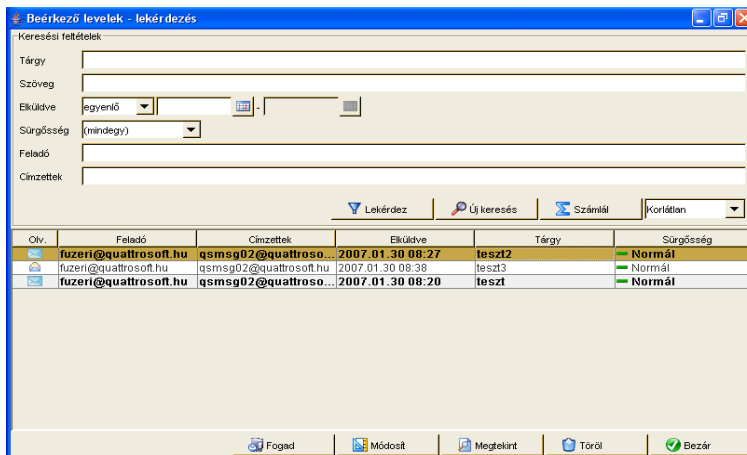 Beérkező levelek - lekérdezés
Keresési feltételek
Tárgy
Szöveg
Elküldve egyenlő -
Sürgősség (mindegy)
Feladó
Címzettek
Lekérdez Új keresés Számlál Korlátlan
Olv. Feladó Címzettek Elküldve Tárgy Sürgősség
fuzeri@quattrosoft.hu qsmsg02@quattroso... 2007.01.30 08:27 teszt2 Normál
fuzeri@quattrosoft.hu qsmsg02@quattrosoft.hu 2007.01.30 08:38 teszt3 Normál
fuzeri@quattrosoft.hu qsmsg02@quattroso... 2007.01.30 08:20 teszt Normál
Fogad Módosít Megtekint Töröl Bezár